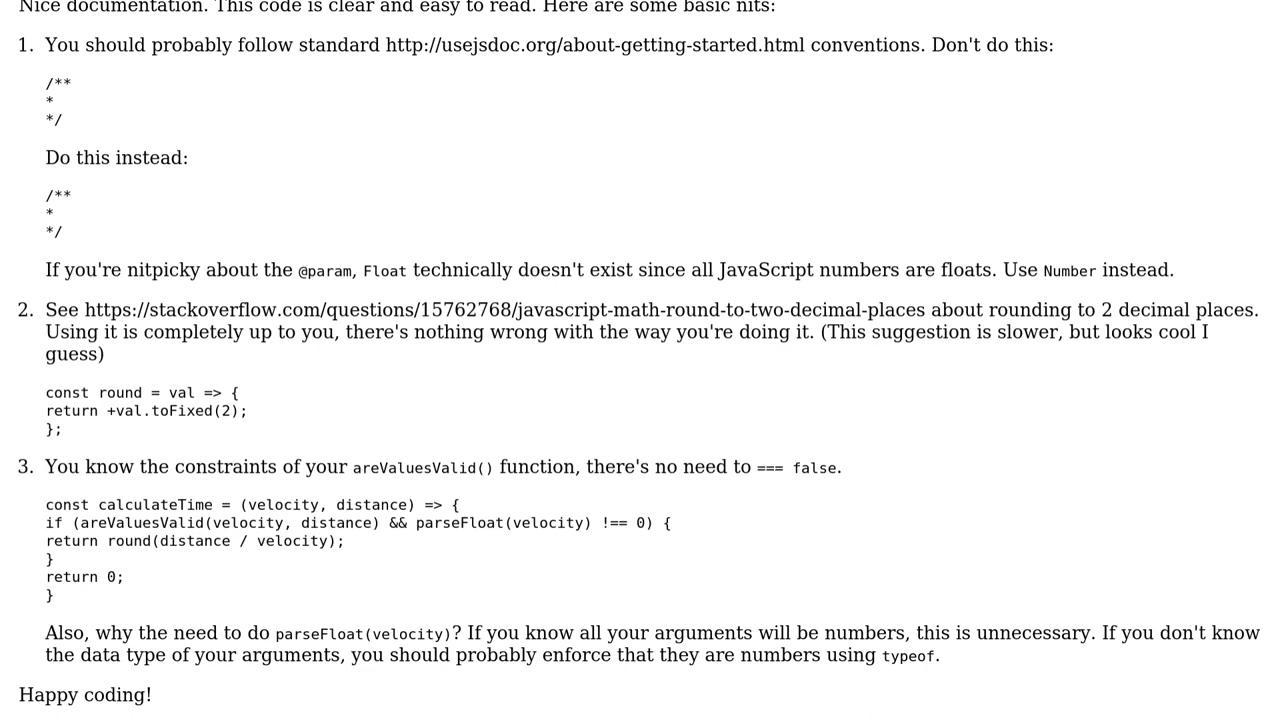 Nice documentation. This code is clear and easy to read. Here are some basic nits:
1. You should probably follow standard http://usejsdoc.org/about-getting-started.html conventions. Don't do this:
/**
*
*/
Do this instead:
/**
*
*/
If you're nitpicky about the @param, Float technically doesn't exist since all JavaScript numbers are floats. Use Number instead.
2. See https://stackoverflow.com/questions/15762768/javascript-math-round-to-two-decimal-places about rounding to 2 decimal places.
Using it is completely up to you, there's nothing wrong with the way you're doing it. (This suggestion is slower, but looks cool I
guess)
const round = val => {
return +val.toFixed(2);
};
3. You know the constraints of your areValuesValid() function, there's no need to === false.
const calculateTime = (velocity, distance) => {
if (areValuesValid(velocity, distance) && parseFloat(velocity) !== 0) {
return round(distance / velocity);
}
return 0;
}
Also, why the need to do parseFloat(velocity)? If you know all your arguments will be numbers, this is unnecessary. If you don't know
the data type of your arguments, you should probably enforce that they are numbers using typeof.
Happy coding!